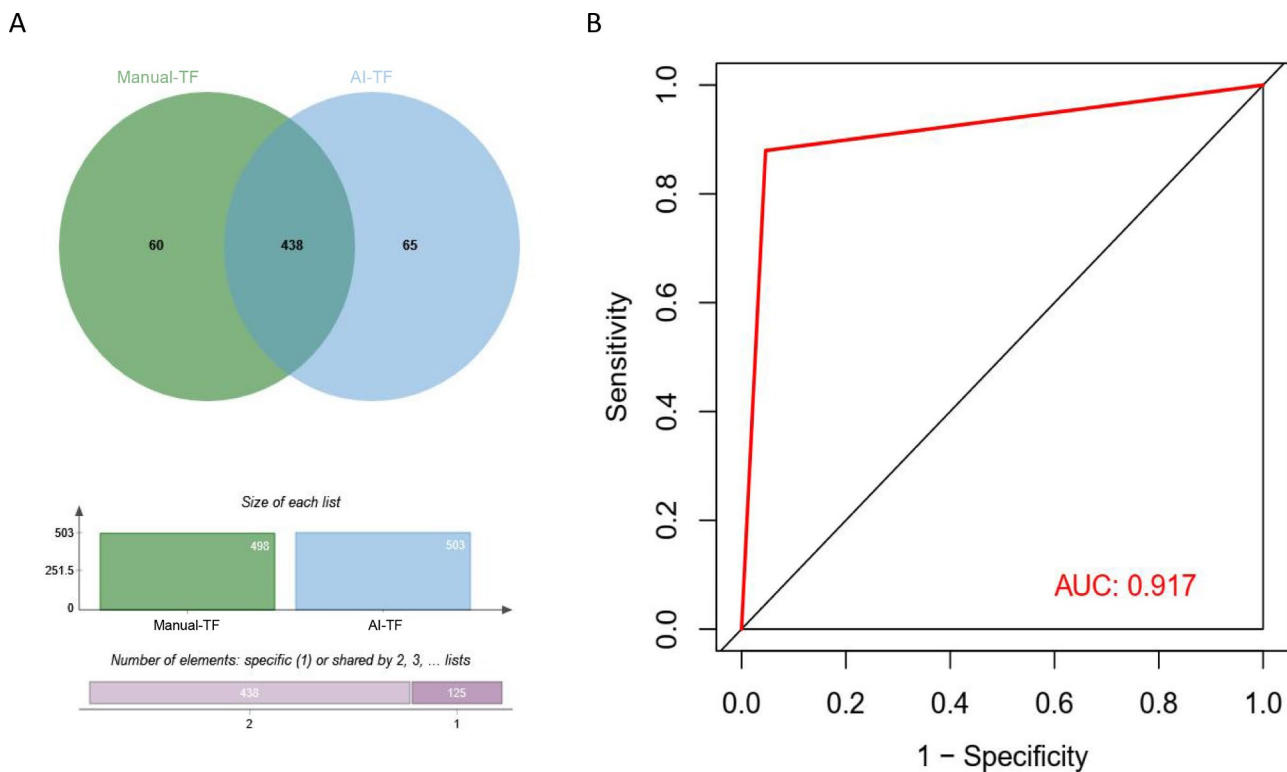 A
Manual-TF
AI-TF
60
438
65
Size of each list
503
251.5
0
498
503
Manual-TF
AI-TF
Number of elements: specific (1) or shared by 2, 3, ... lists
438
125
2
1
B
Sensitivity
1.0
0.8
0.6
0.4
0.2
0.0
AUC: 0.917
0.0
0.2
0.4
0.6
0.8
1.0
1 − Specificity